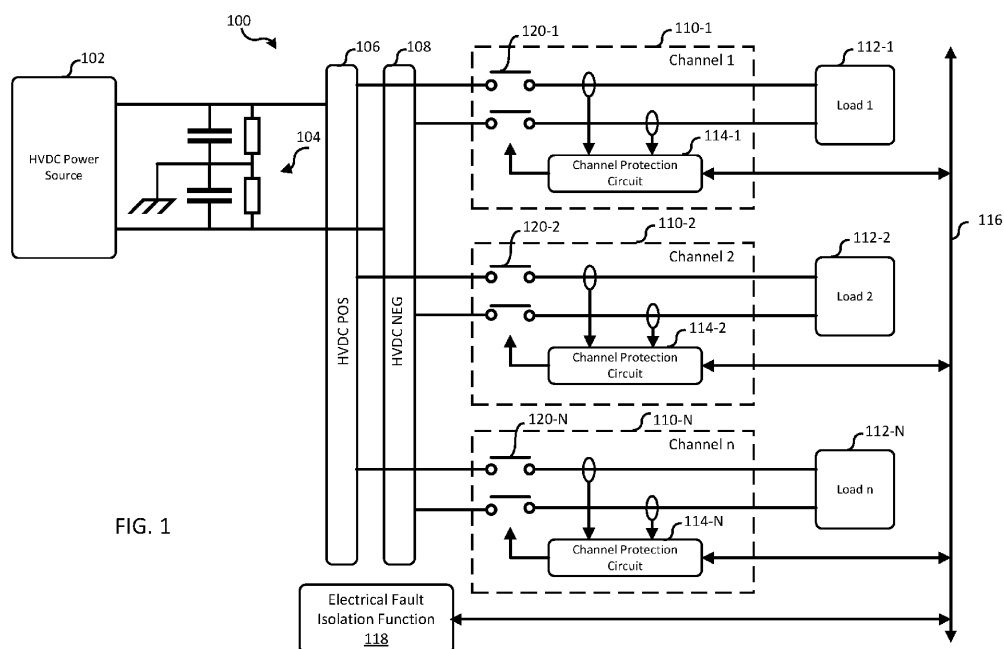 100
102
106
108
120-1
110-1
Channel 1
112-1
HVDC Power
Source
104
Load 1
114-1
Channel Protection
Circuit
116
120-2
110-2
Channel 2
112-2
Load 2
HVDC POS
HVDC NEG
114-2
Channel Protection
Circuit
120-N
110-N
Channel n
112-N
Load n
FIG. 1
114-N
Channel Protection
Circuit
Electrical Fault
Isolation Function
118